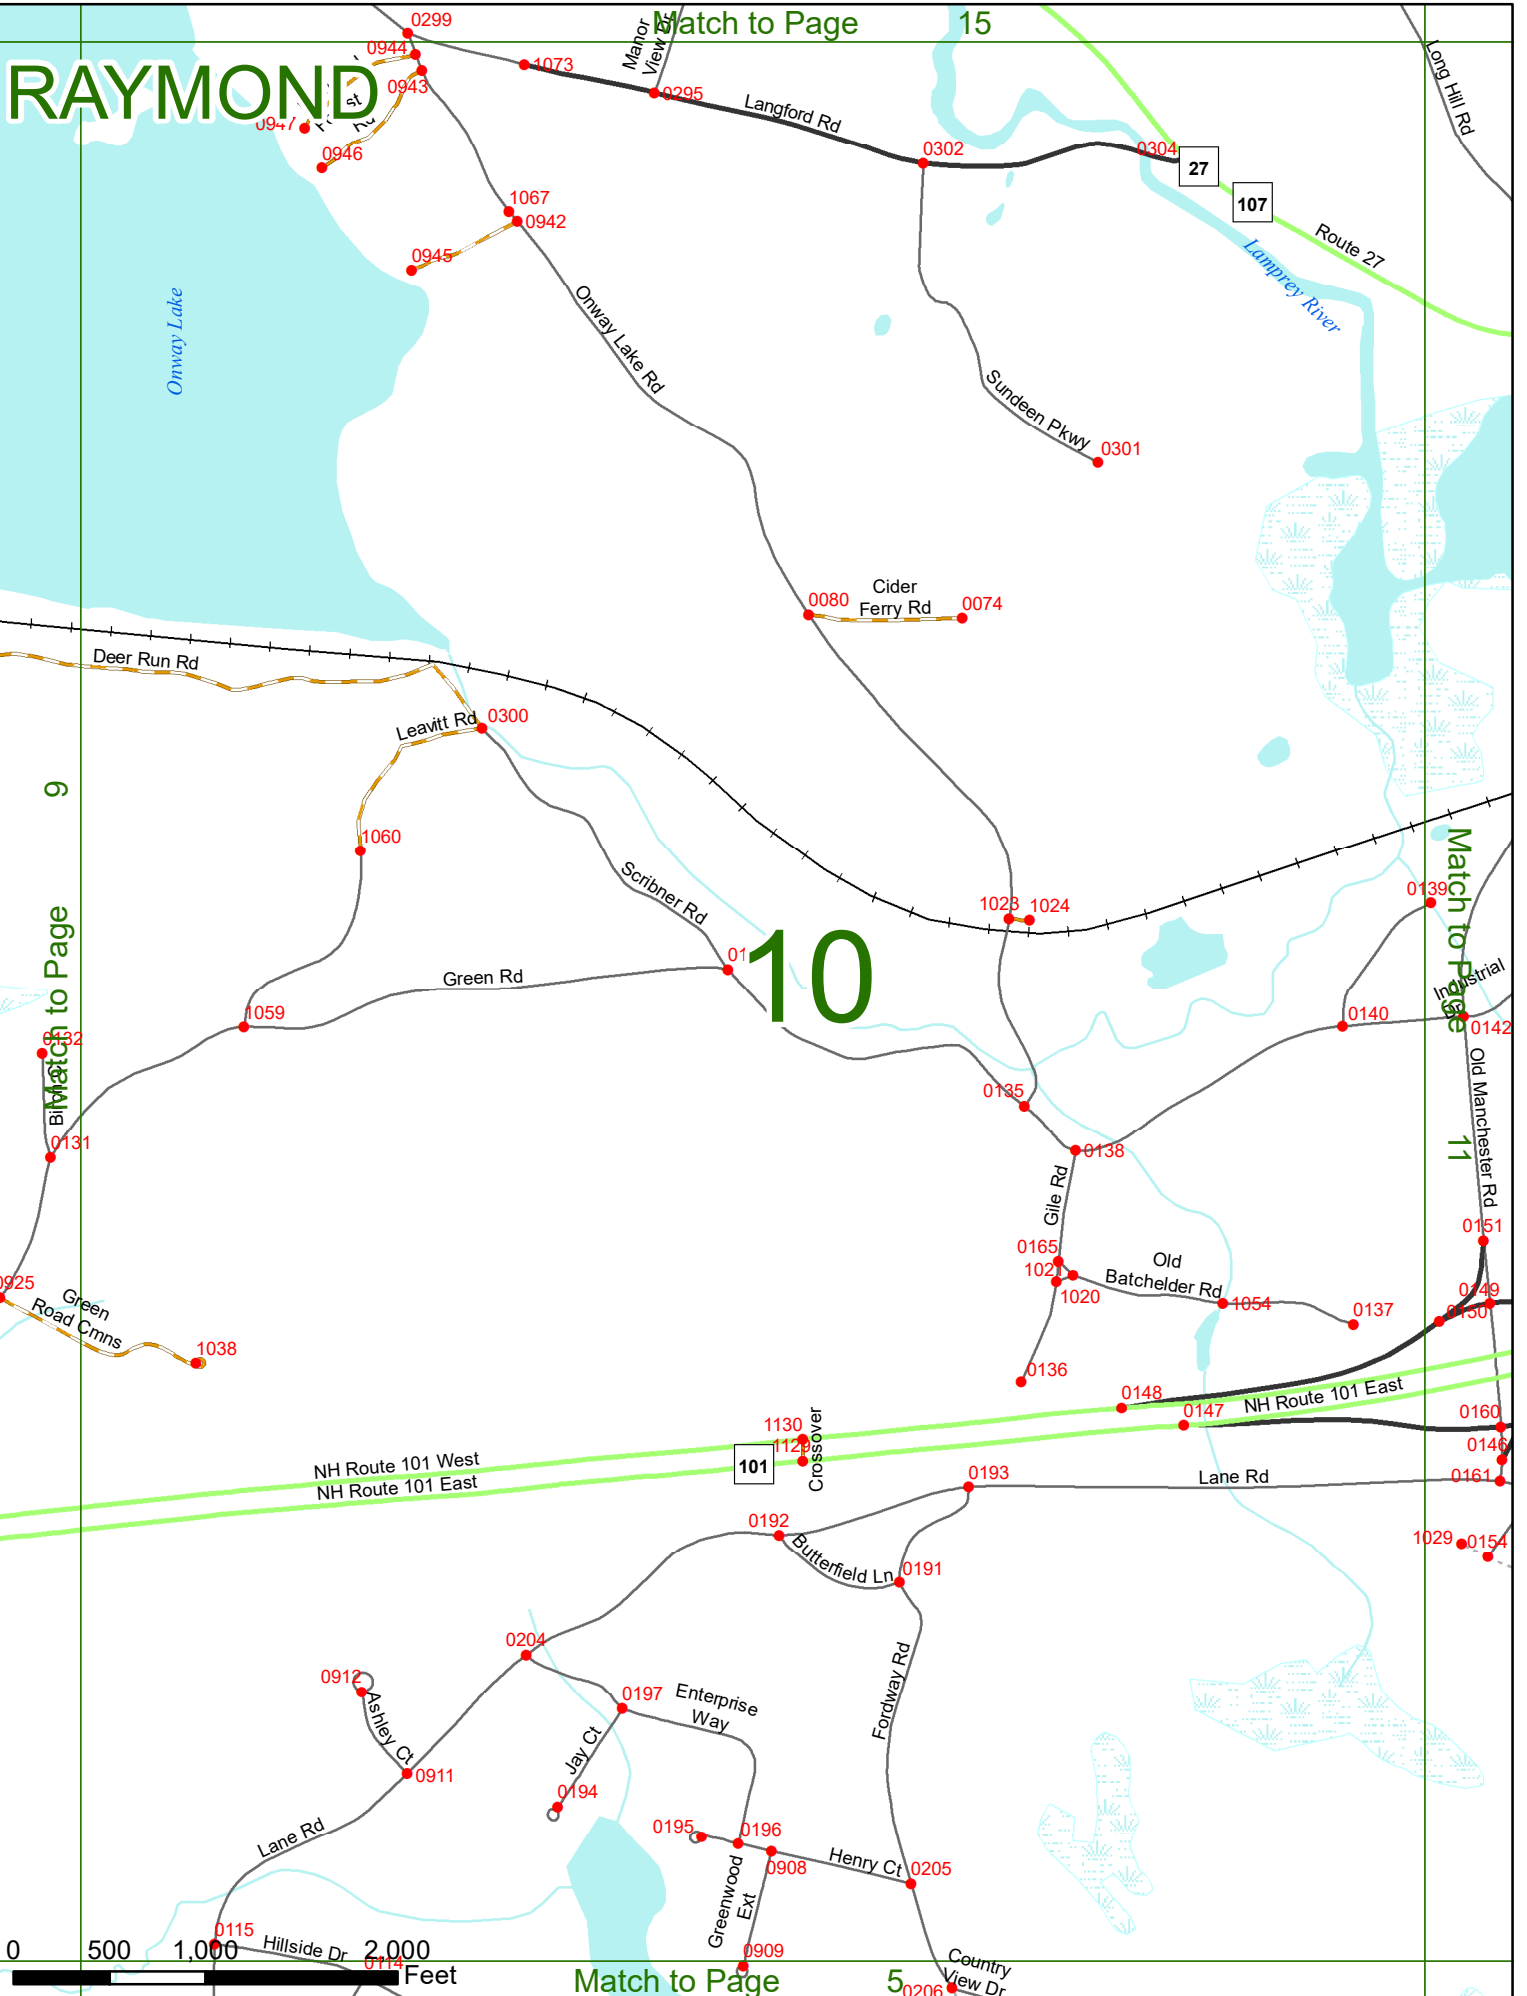 Match to Page 15
RAYMOND
0299
0944
0943
0947
0946
1073
Manor
View Dr
0295
Langford Rd
0302
0304
27
107
Route 27
Long Hill Rd
Lamprey River
1067
0942
0945
Onway Lake
Onway Lake Rd
Sundeen Pkwy
0301
0080
Cider
Ferry Rd
0074
Deer Run Rd
Leavitt Rd
0300
1060
Scribner Rd
Match to Page 9
Match to Page 11
10
01
Green Rd
1059
1023
1024
0139
0140
Industrial
0142
0132
0131
0135
0138
Gile Rd
Old Manchester Rd
0151
0165
1021
1020
Old
Batchelder Rd
1054
0137
0149
0150
0925
Green
Road Cmns
1038
0136
0148
0147
NH Route 101 East
0160
0146
0161
1130
1129
Crossover
101
NH Route 101 West
NH Route 101 East
0193
Lane Rd
0192
Butterfield Ln
0191
1029
0154
0204
0912
Ashley Ct
0911
0197
Enterprise
Way
Jay Ct
0194
Fordway Rd
Lane Rd
0195
0196
0908
Henry Ct
0205
Greenwood
Ext
0909
0115
Hillside Dr
0114
Country
View Dr
0206
0 500 1,000 2,000
Feet
Match to Page 5